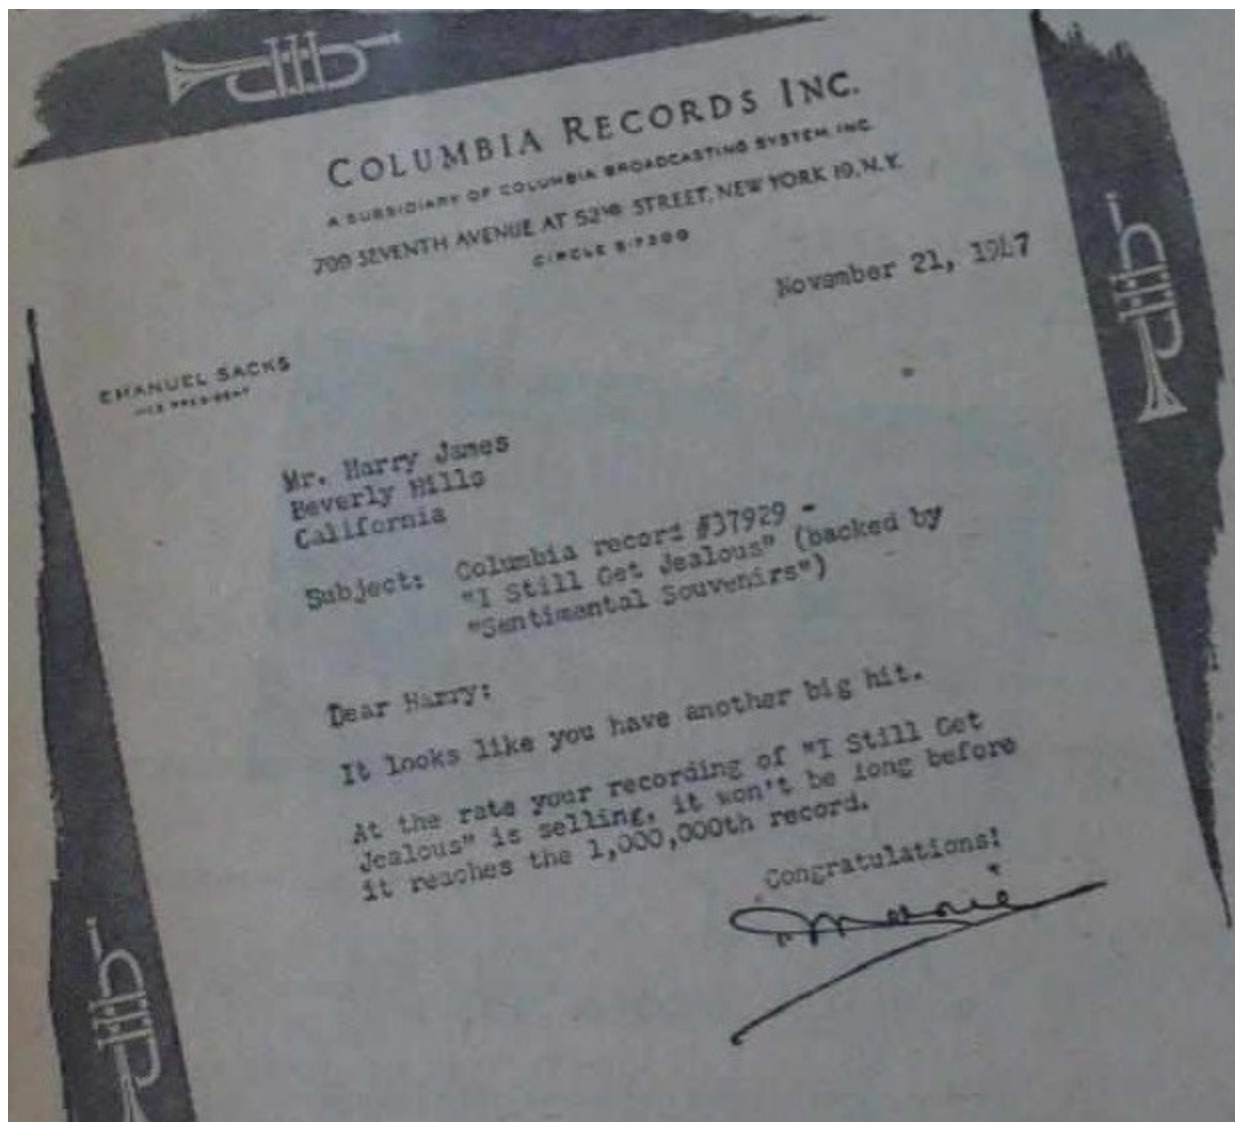 COLUMBIA RECORDS INC.
A SUBSIDIARY OF COLUMBIA BROADCASTING SYSTEM INC.
799 SEVENTH AVENUE AT 52ND STREET, NEW YORK 19, N.Y.
CIRCLE 5-7300
November 21, 1947
EMANUEL SACKS
VICE PRESIDENT
Mr. Harry James
Beverly Hills
California
Subject: Columbia record #37929 -
"I Still Get Jealous" (backed by
"Sentimental Souvenirs")
Dear Harry:
It looks like you have another big hit.
At the rate your recording of "I Still Get
Jealous" is selling, it won't be long before
it reaches the 1,000,000th record.
Congratulations!
Mannie